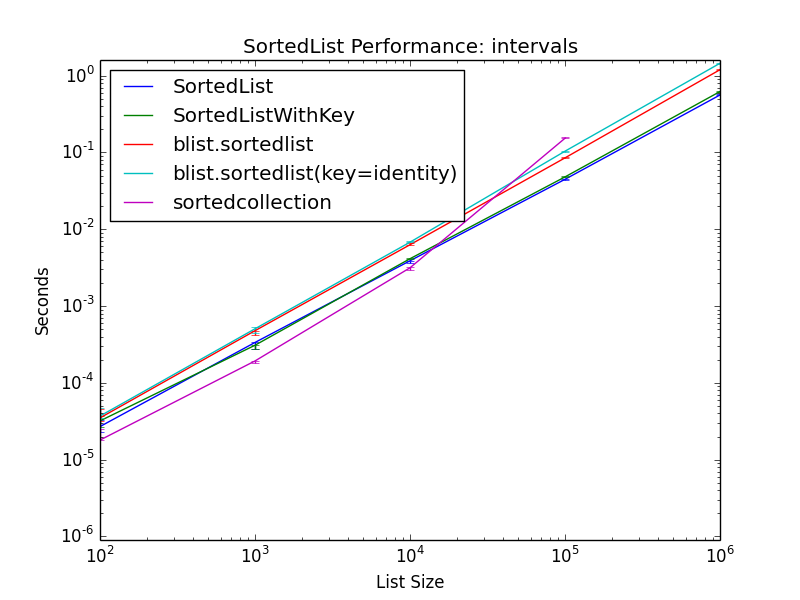 SortedList Performance: intervals
10^0
10^-1
10^-2
10^-3
10^-4
10^-5
10^-6
Seconds
SortedList
SortedListWithKey
blist.sortedlist
blist.sortedlist(key=identity)
sortedcollection
10^2 10^3 10^4 10^5 10^6
List Size